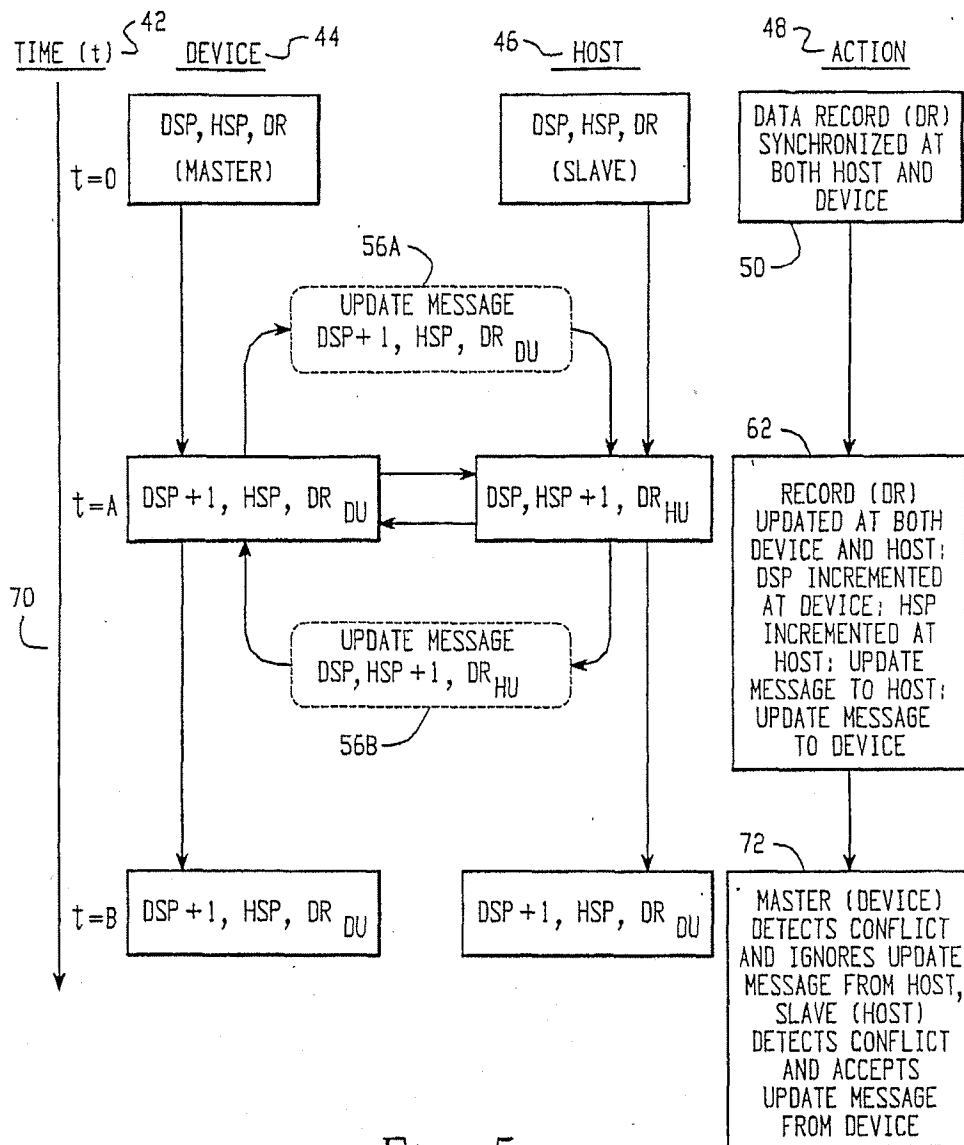 TIME (t) 42
DEVICE 44
46 HOST
48 ACTION
t=0
DSP, HSP, DR
(MASTER)
DSP, HSP, DR
(SLAVE)
DATA RECORD (DR)
SYNCHRONIZED AT
BOTH HOST AND
DEVICE
50
56A
UPDATE MESSAGE
DSP+1, HSP, DR DU
62
t=A
DSP+1, HSP, DR DU
DSP,HSP+1, DR HU
RECORD (DR)
UPDATED AT BOTH
DEVICE AND HOST;
DSP INCREMENTED
AT DEVICE; HSP
INCREMENTED AT
HOST; UPDATE
MESSAGE TO HOST;
UPDATE MESSAGE
TO DEVICE
70
UPDATE MESSAGE
DSP,HSP+1, DR HU
56B
72
t=B
DSP+1, HSP, DR DU
DSP+1, HSP, DR DU
MASTER (DEVICE)
DETECTS CONFLICT
AND IGNORES UPDATE
MESSAGE FROM HOST,
SLAVE (HOST)
DETECTS CONFLICT
AND ACCEPTS
UPDATE MESSAGE
FROM DEVICE